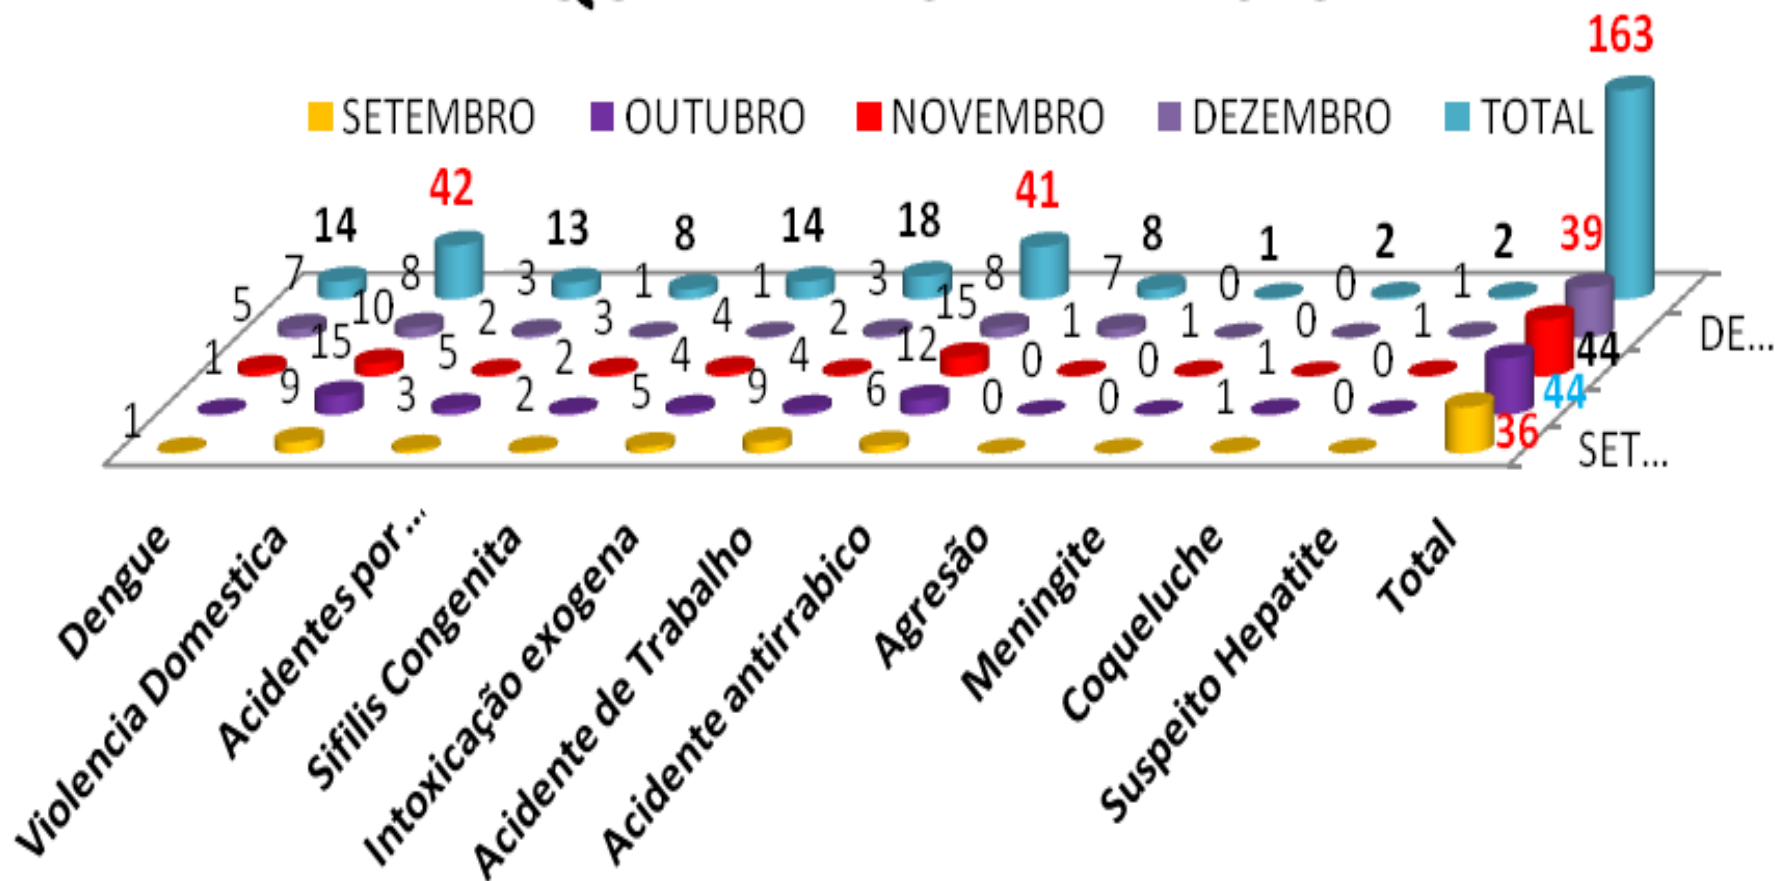 163
SETEMBRO OUTUBRO NOVEMBRO DEZEMBRO TOTAL
14 42 13 8 14 18 41 8 1 2 2 39
7 8 3 1 1 3 8 7 0 0 1
5 10 2 3 4 2 15 1 1 0 1 DE...
1 15 5 2 4 4 12 0 0 1 0 44
9 3 2 5 9 6 0 0 1 0 44
1 36 SET...
Dengue
Violencia Domestica
Acidentes por...
Sifilis Congenita
Intoxicação exogena
Acidente de Trabalho
Acidente antirrabico
Agresão
Meningite
Coqueluche
Suspeito Hepatite
Total